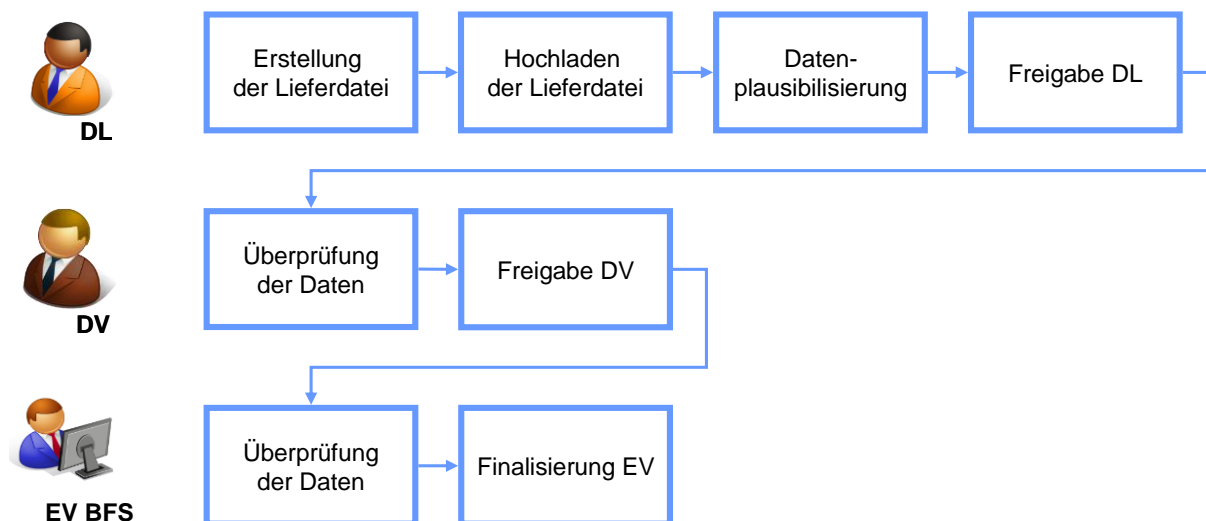 Erstellung
der Lieferdatei
Hochladen
der Lieferdatei
Daten-
plausibilisierung
Freigabe DL
DL
Überprüfung
der Daten
Freigabe DV
DV
Überprüfung
der Daten
Finalisierung EV
EV BFS